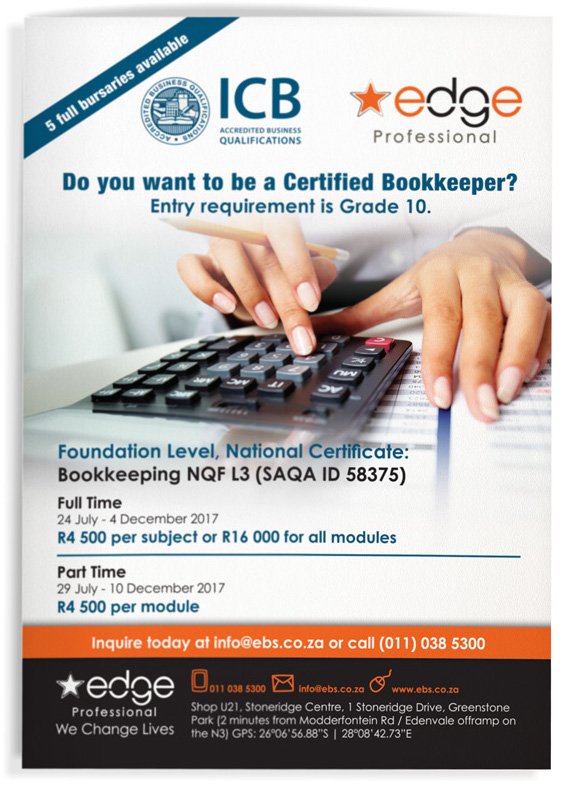 5 full bursaries available
ACCREDITED BUSINESS QUALIFICATIONS
ICB
ACCREDITED BUSINESS
QUALIFICATIONS
edge
Professional
Do you want to be a Certified Bookkeeper?
Entry requirement is Grade 10.
Foundation Level, National Certificate:
Bookkeeping NQF L3 (SAQA ID 58375)
Full Time
24 July - 4 December 2017
R4 500 per subject or R16 000 for all modules
Part Time
29 July - 10 December 2017
R4 500 per module
Inquire today at info@ebs.co.za or call (011) 038 5300
edge
Professional
We Change Lives
011 038 5300 info@ebs.co.za www.ebs.co.za
Shop U21, Stoneridge Centre, 1 Stoneridge Drive, Greenstone
Park (2 minutes from Modderfontein Rd / Edenvale offramp on
the N3) GPS: 26°06'56.88"S | 28°08'42.73"E